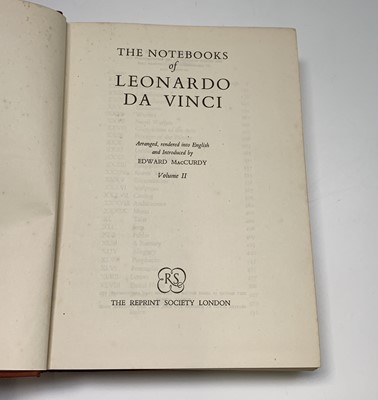 THE NOTEBOOKS
of
LEONARDO
DA VINCI
Arranged, rendered into English
and Introduced by
EDWARD MacCURDY
Volume II
RS
THE REPRINT SOCIETY LONDON